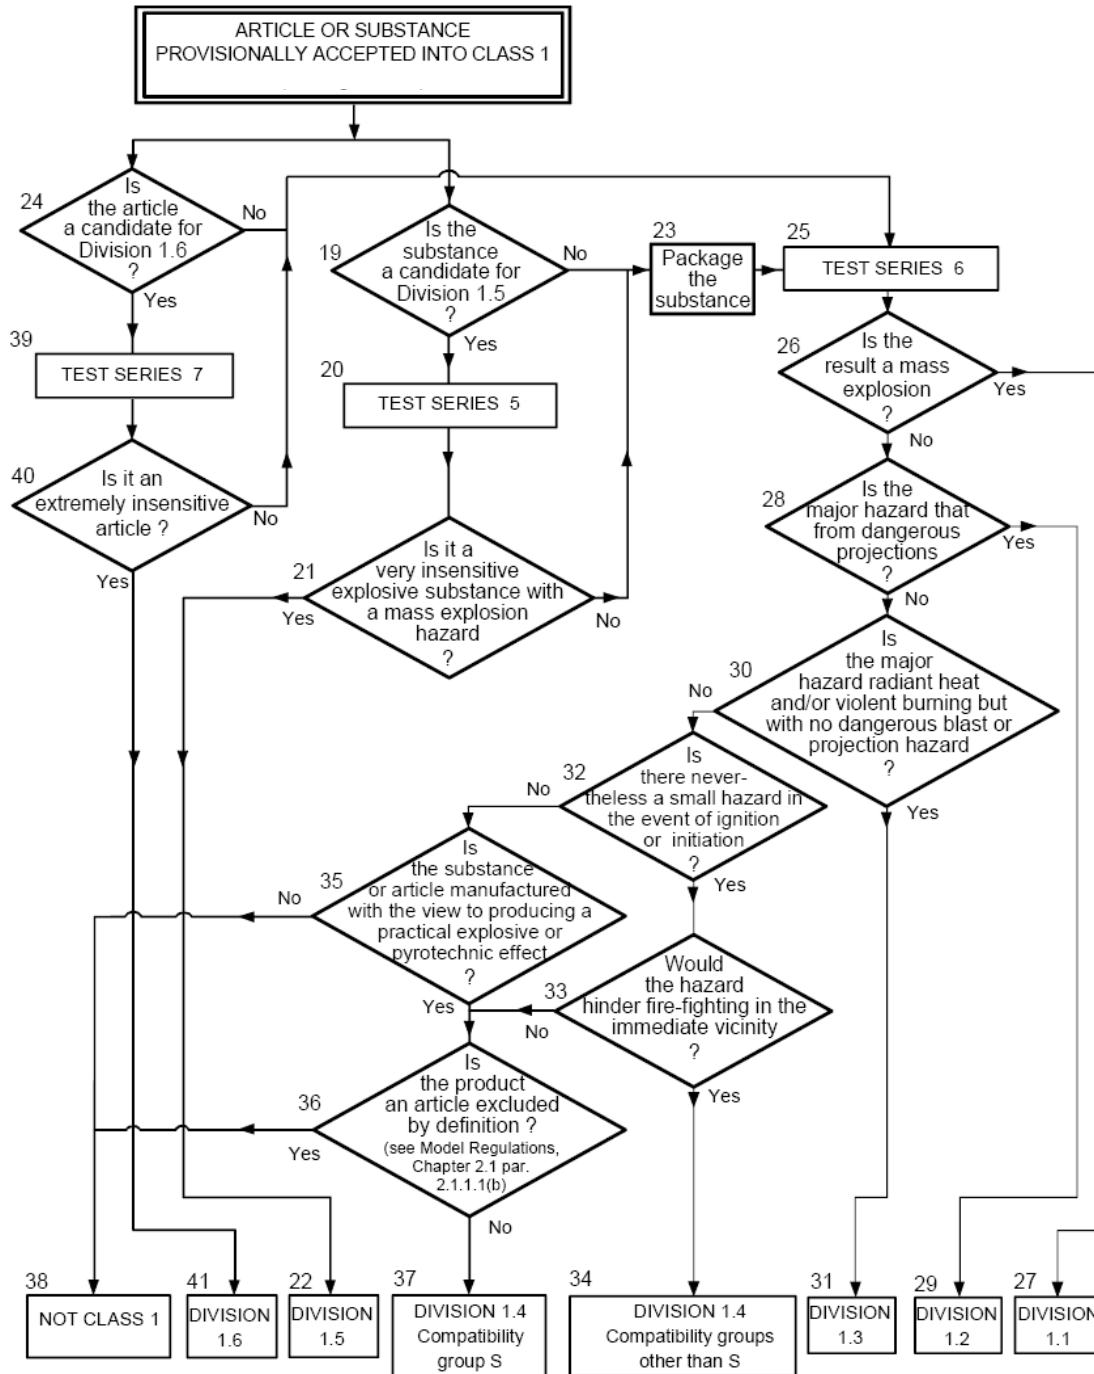 ARTICLE OR SUBSTANCE
PROVISIONALLY ACCEPTED INTO CLASS 1
24
Is
the article
a candidate for
Division 1.6
?
No
Yes
19
Is the
substance
a candidate for
Division 1.5
?
No
Yes
23
Package
the
substance
25
TEST SERIES 6
39
TEST SERIES 7
20
TEST SERIES 5
26
Is the
result a mass
explosion
?
Yes
No
40
Is it an
extremely insensitive
article ?
No
Yes
28
Is the
major hazard that
from dangerous
projections
?
Yes
No
21
Is it a
very insensitive
explosive substance with
a mass explosion
hazard
?
Yes
No
30
Is
the major
hazard radiant heat
and/or violent burning but
with no dangerous blast or
projection hazard
?
No
Yes
32
Is
there never-
theless a small hazard in
the event of ignition
or initiation
?
No
Yes
35
Is
the substance
or article manufactured
with the view to producing a
practical explosive or
pyrotechnic effect
?
No
Yes
33
Would
the hazard
hinder fire-fighting in the
immediate vicinity
?
No
Yes
36
Is
the product
an article excluded
by definition ?
(see Model Regulations,
Chapter 2.1 par.
2.1.1.1(b)
Yes
No
38
NOT CLASS 1
41
DIVISION
1.6
22
DIVISION
1.5
37
DIVISION 1.4
Compatibility
group S
34
DIVISION 1.4
Compatibility groups
other than S
31
DIVISION
1.3
29
DIVISION
1.2
27
DIVISION
1.1